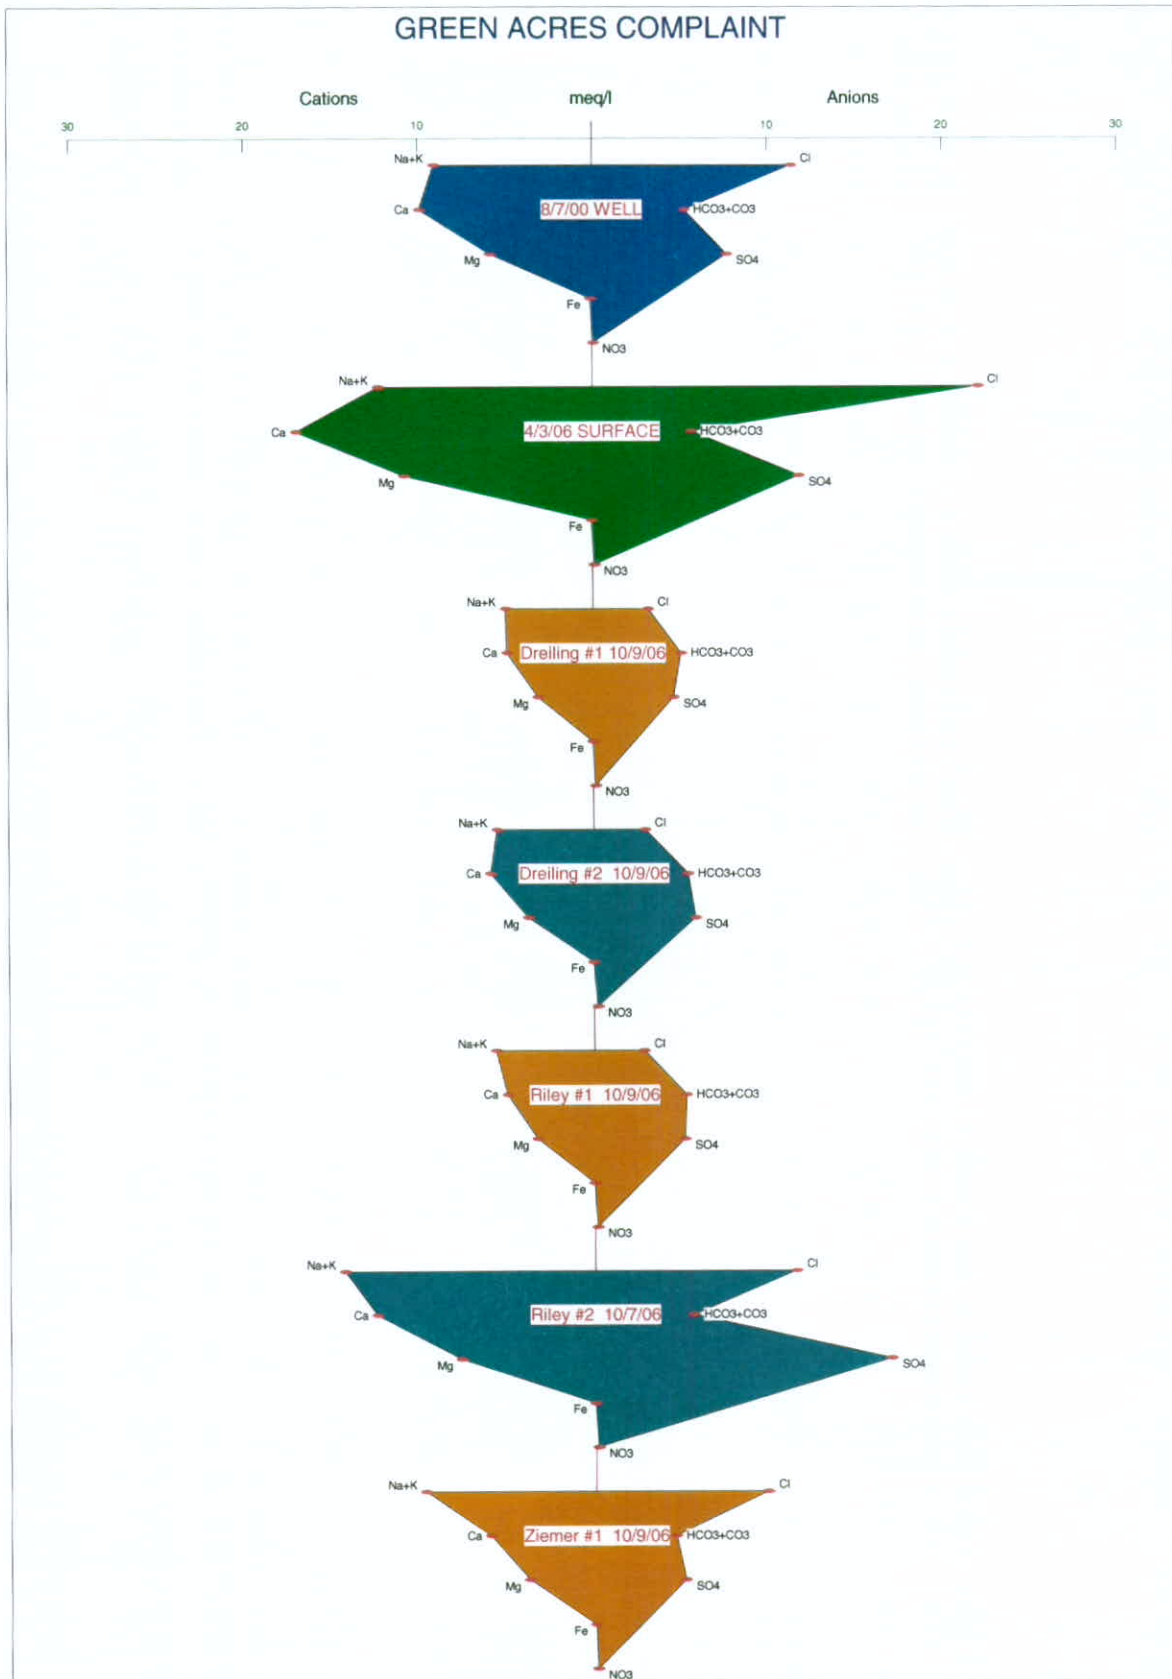 GREEN ACRES COMPLAINT
Cations meq/l Anions
30 20 10 10 20 30
Na+K Cl
Ca 8/7/00 WELL HCO3+CO3
Mg SO4
Fe
NO3
Na+K Cl
Ca 4/3/06 SURFACE HCO3+CO3
Mg SO4
Fe
NO3
Na+K Cl
Ca Dreiling #1 10/9/06 HCO3+CO3
Mg SO4
Fe
NO3
Na+K Cl
Ca Dreiling #2 10/9/06 HCO3+CO3
Mg SO4
Fe
NO3
Na+K Cl
Ca Riley #1 10/9/06 HCO3+CO3
Mg SO4
Fe
NO3
Na+K Cl
Ca Riley #2 10/7/06 HCO3+CO3
Mg SO4
Fe
NO3
Na+K Cl
Ca Ziemer #1 10/9/06 HCO3+CO3
Mg SO4
Fe
NO3